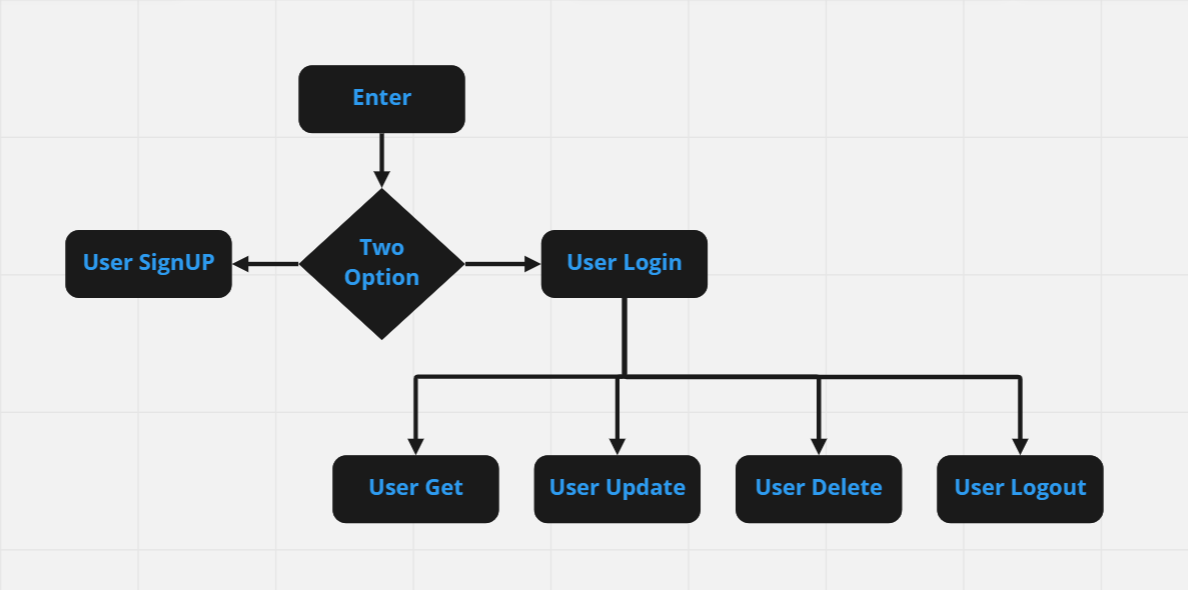 Enter
Two
Option
User SignUP
User Login
User Get
User Update
User Delete
User Logout